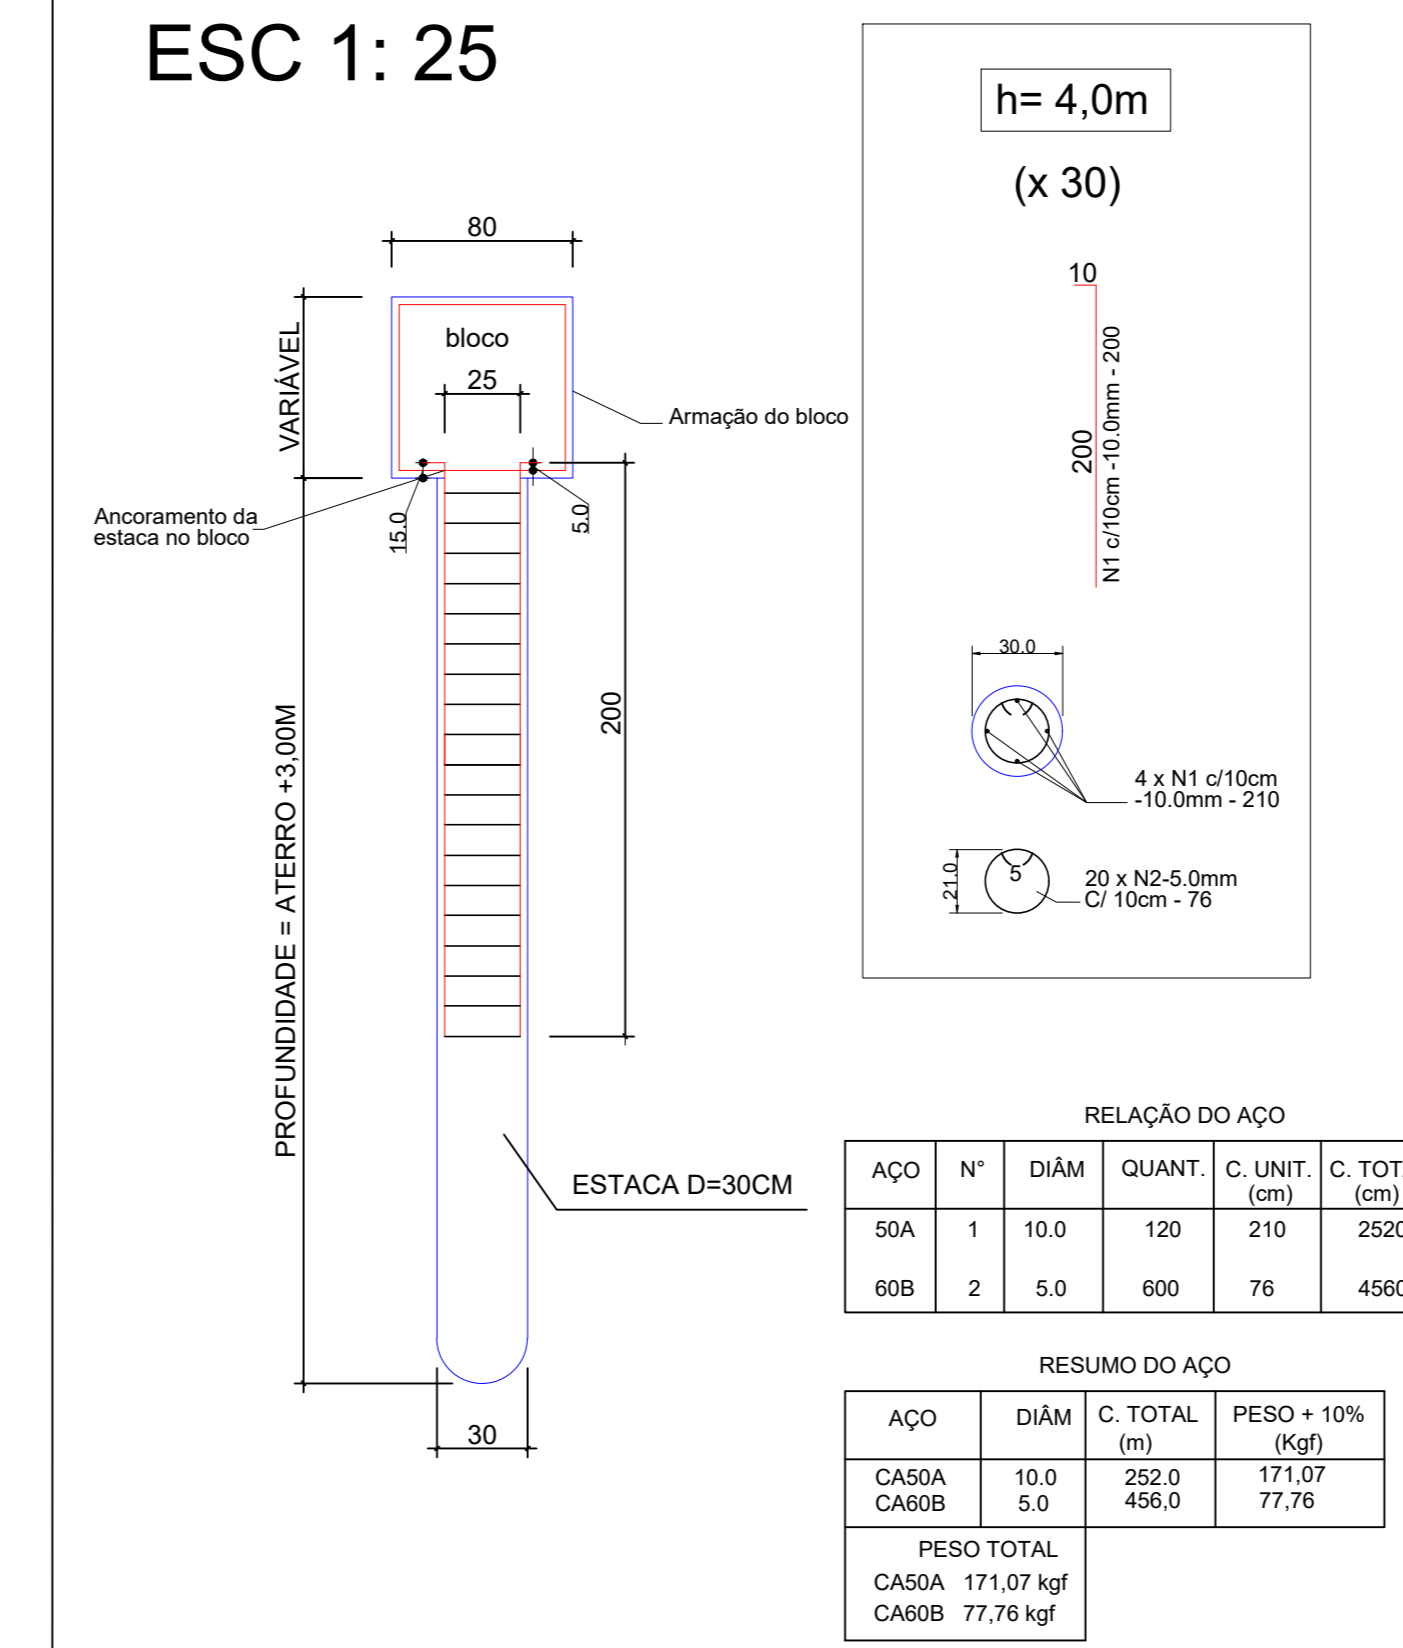 ESC 1: 25
h= 4,0m
(x 30)
80
VARIÁVEL
bloco
25
Armação do bloco
Ancoramento da
estaca no bloco
15.0
5.0
200
PROFUNDIDADE = ATERRO +3,00M
ESTACA D=30CM
30
10
200
N1 c/10cm -10.0mm - 200
30.0
4 x N1 c/10cm
-10.0mm - 210
21.0
5
20 x N2-5.0mm
C/ 10cm - 76
RELAÇÃO DO AÇO
AÇO N° DIÂM QUANT. C. UNIT. (cm) C. TOT (cm)
50A 1 10.0 120 210 2520
60B 2 5.0 600 76 4560
RESUMO DO AÇO
AÇO DIÂM C. TOTAL (m) PESO + 10% (Kgf)
CA50A 10.0 252.0 171,07
CA60B 5.0 456,0 77,76
PESO TOTAL
CA50A 171,07 kgf
CA60B 77,76 kgf